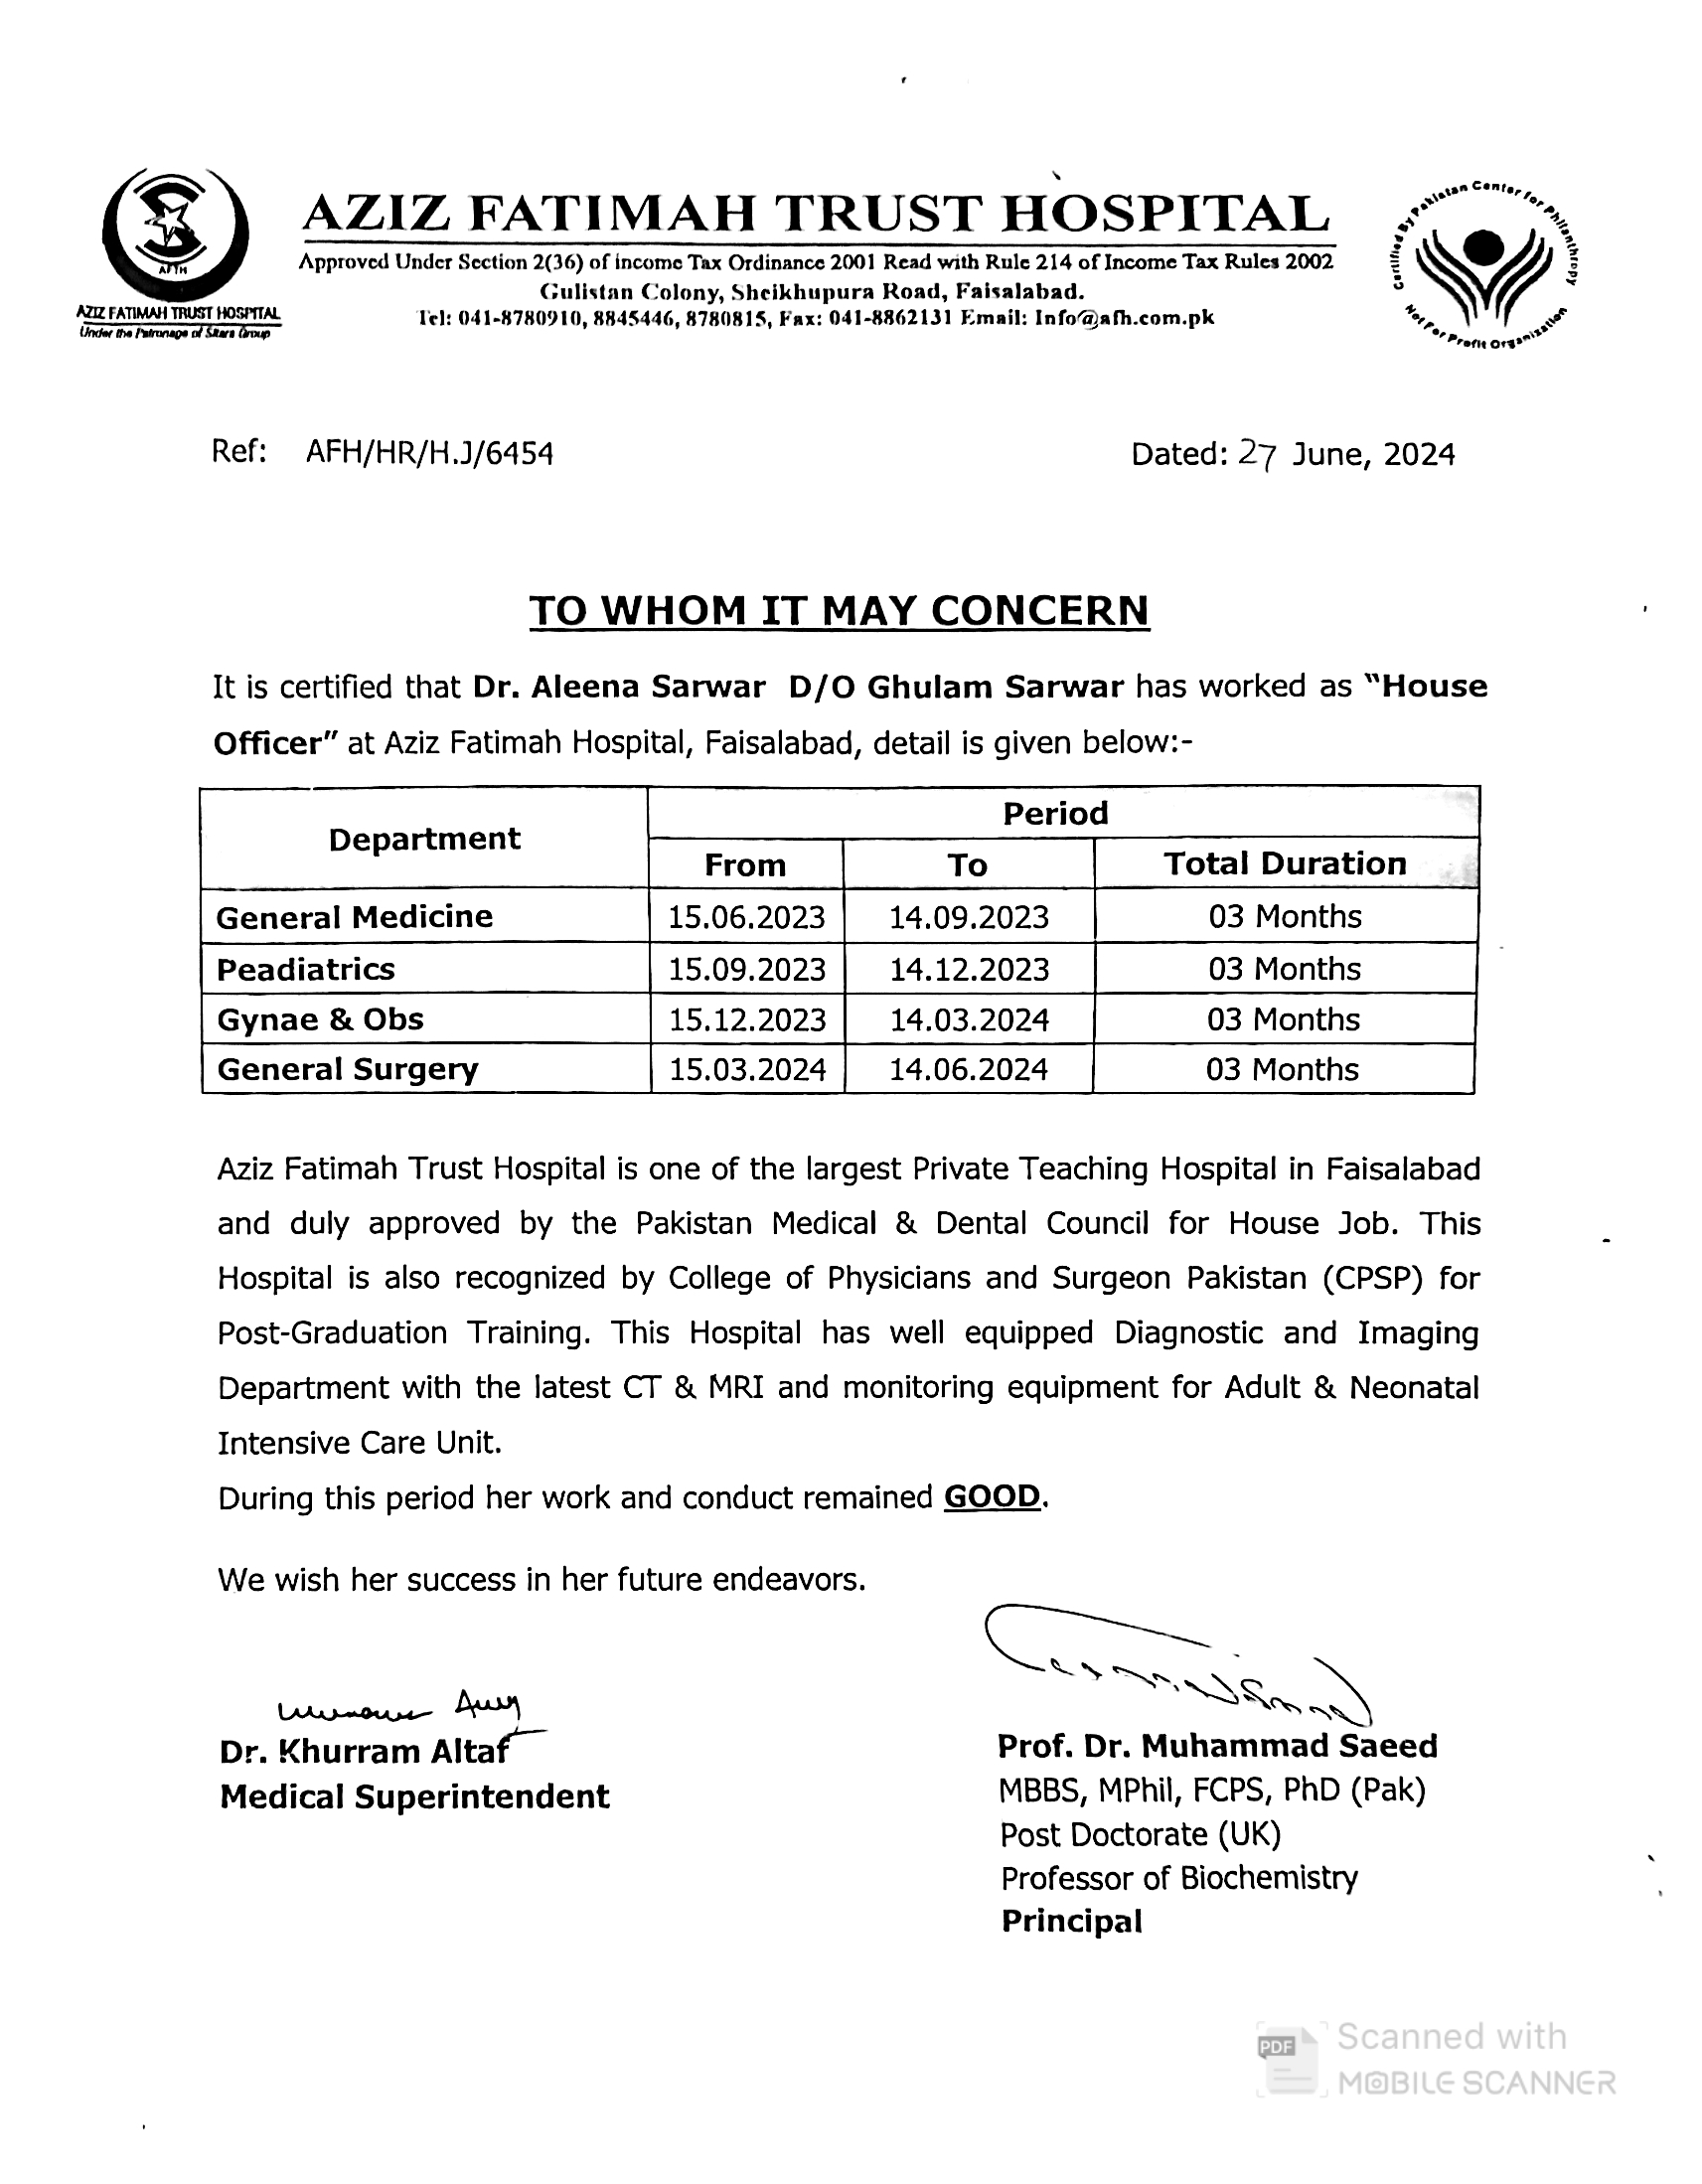 AZIZ FATIMAH TRUST HOSPITAL
Approved Under Section 2(36) of income Tax Ordinance 2001 Read with Rule 214 of Income Tax Rules 2002
Gulistan Colony, Sheikhupura Road, Faisalabad.
Tel: 041-8780910, 8845446, 8780815, Fax: 041-8862131 Email: Info@afh.com.pk
AFTH
AZIZ FATIMAH TRUST HOSPITAL
Under the Patronage of Sitara Group
Certified By Pakistan Center for Philanthropy
Not For Profit Organization
Ref: AFH/HR/H.J/6454 Dated: 27 June, 2024
TO WHOM IT MAY CONCERN
It is certified that Dr. Aleena Sarwar D/O Ghulam Sarwar has worked as "House
Officer" at Aziz Fatimah Hospital, Faisalabad, detail is given below:-
Department Period
From To Total Duration
General Medicine 15.06.2023 14.09.2023 03 Months
Peadiatrics 15.09.2023 14.12.2023 03 Months
Gynae & Obs 15.12.2023 14.03.2024 03 Months
General Surgery 15.03.2024 14.06.2024 03 Months
Aziz Fatimah Trust Hospital is one of the largest Private Teaching Hospital in Faisalabad
and duly approved by the Pakistan Medical & Dental Council for House Job. This
Hospital is also recognized by College of Physicians and Surgeon Pakistan (CPSP) for
Post-Graduation Training. This Hospital has well equipped Diagnostic and Imaging
Department with the latest CT & MRI and monitoring equipment for Adult & Neonatal
Intensive Care Unit.
During this period her work and conduct remained GOOD.
We wish her success in her future endeavors.
Dr. Khurram Altaf
Medical Superintendent
Prof. Dr. Muhammad Saeed
MBBS, MPhil, FCPS, PhD (Pak)
Post Doctorate (UK)
Professor of Biochemistry
Principal
PDF
Scanned with
MOBILE SCANNER